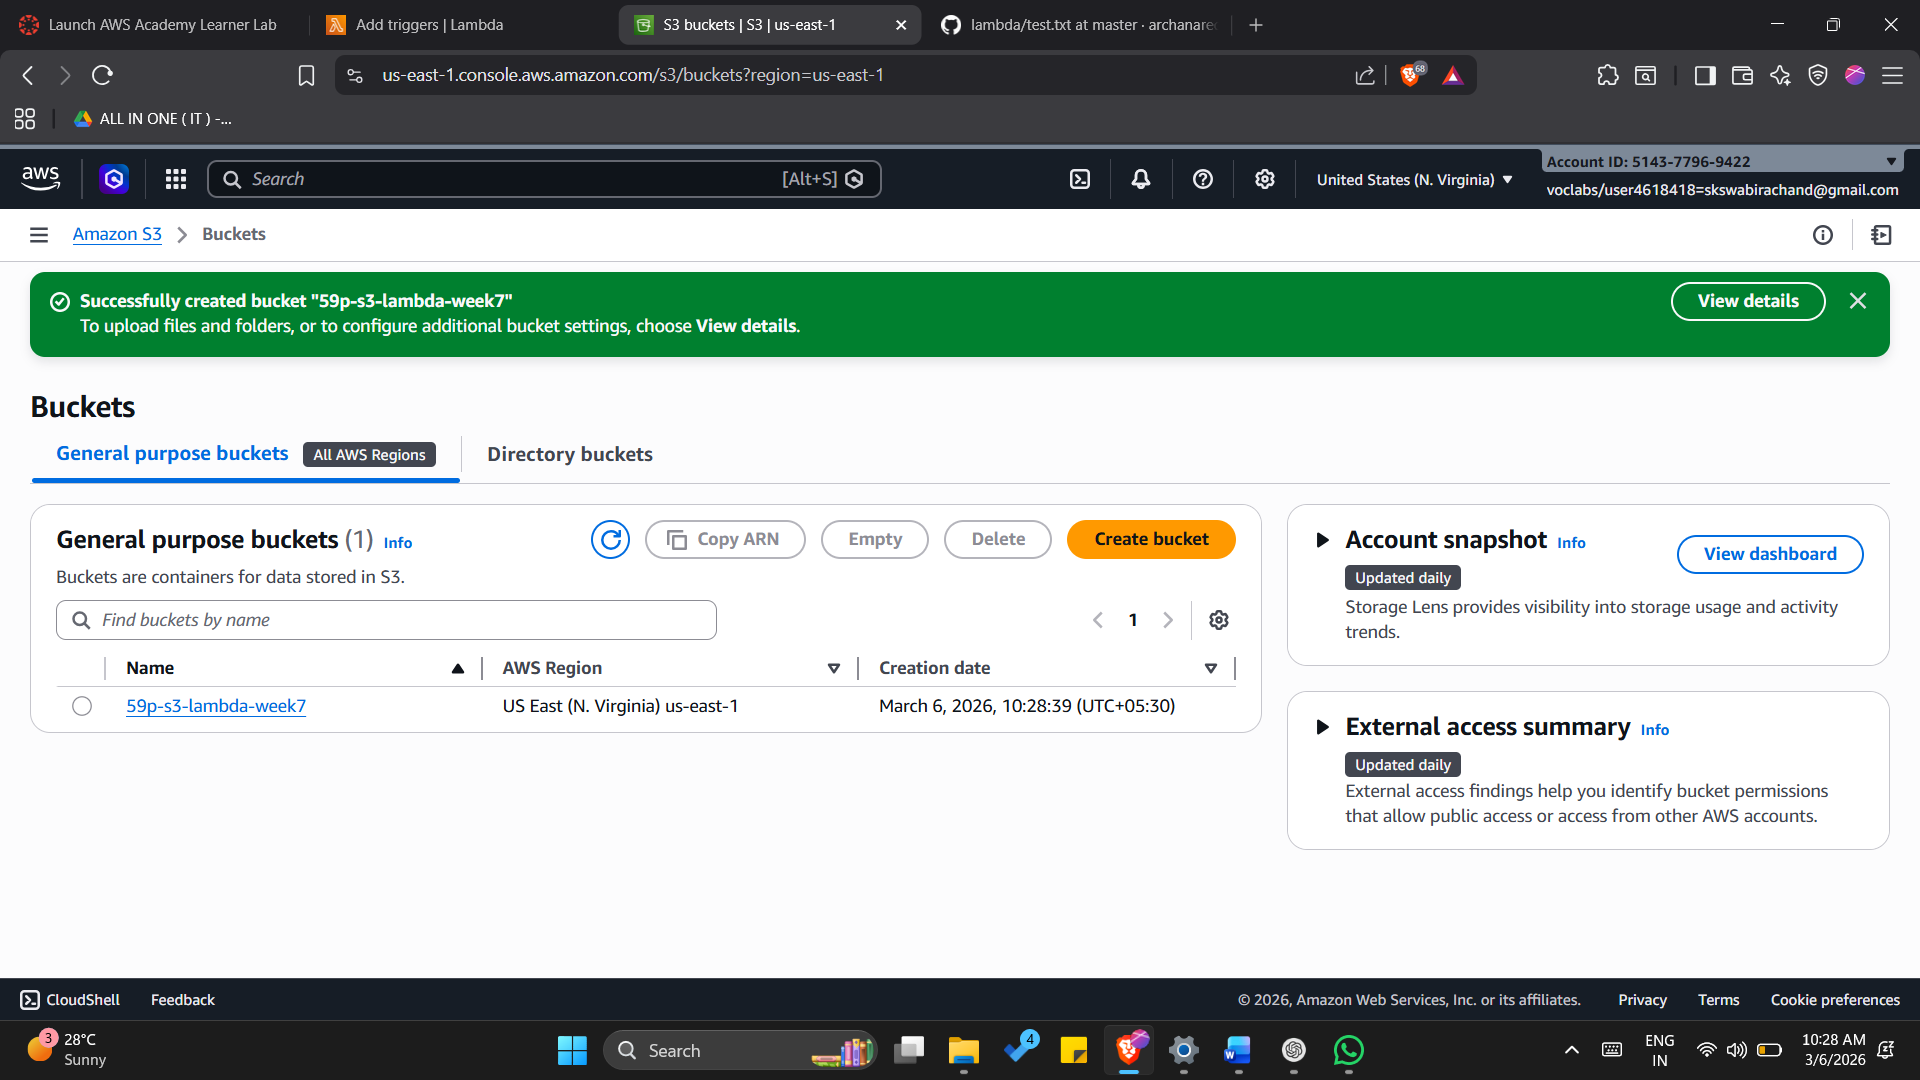 Launch AWS Academy Learner Lab
Add triggers | Lambda
S3 buckets | S3 | us-east-1
lambda/test.txt at master · archanared
us-east-1.console.aws.amazon.com/s3/buckets?region=us-east-1
68
ALL IN ONE ( IT ) -...
aws
Search
[Alt+S]
United States (N. Virginia)
Account ID: 5143-7796-9422
voclabs/user4618418=skswabirachand@gmail.com
Amazon S3
Buckets
Successfully created bucket "59p-s3-lambda-week7"
To upload files and folders, or to configure additional bucket settings, choose View details.
View details
Buckets
General purpose buckets
All AWS Regions
Directory buckets
General purpose buckets (1)
Info
Copy ARN
Empty
Delete
Create bucket
Buckets are containers for data stored in S3.
Find buckets by name
1
Name
AWS Region
Creation date
59p-s3-lambda-week7
US East (N. Virginia) us-east-1
March 6, 2026, 10:28:39 (UTC+05:30)
Account snapshot
Info
Updated daily
View dashboard
Storage Lens provides visibility into storage usage and activity
trends.
External access summary
Info
Updated daily
External access findings help you identify bucket permissions
that allow public access or access from other AWS accounts.
CloudShell
Feedback
© 2026, Amazon Web Services, Inc. or its affiliates.
Privacy
Terms
Cookie preferences
3
28°C
Sunny
Search
4
W
ENG
IN
10:28 AM
3/6/2026